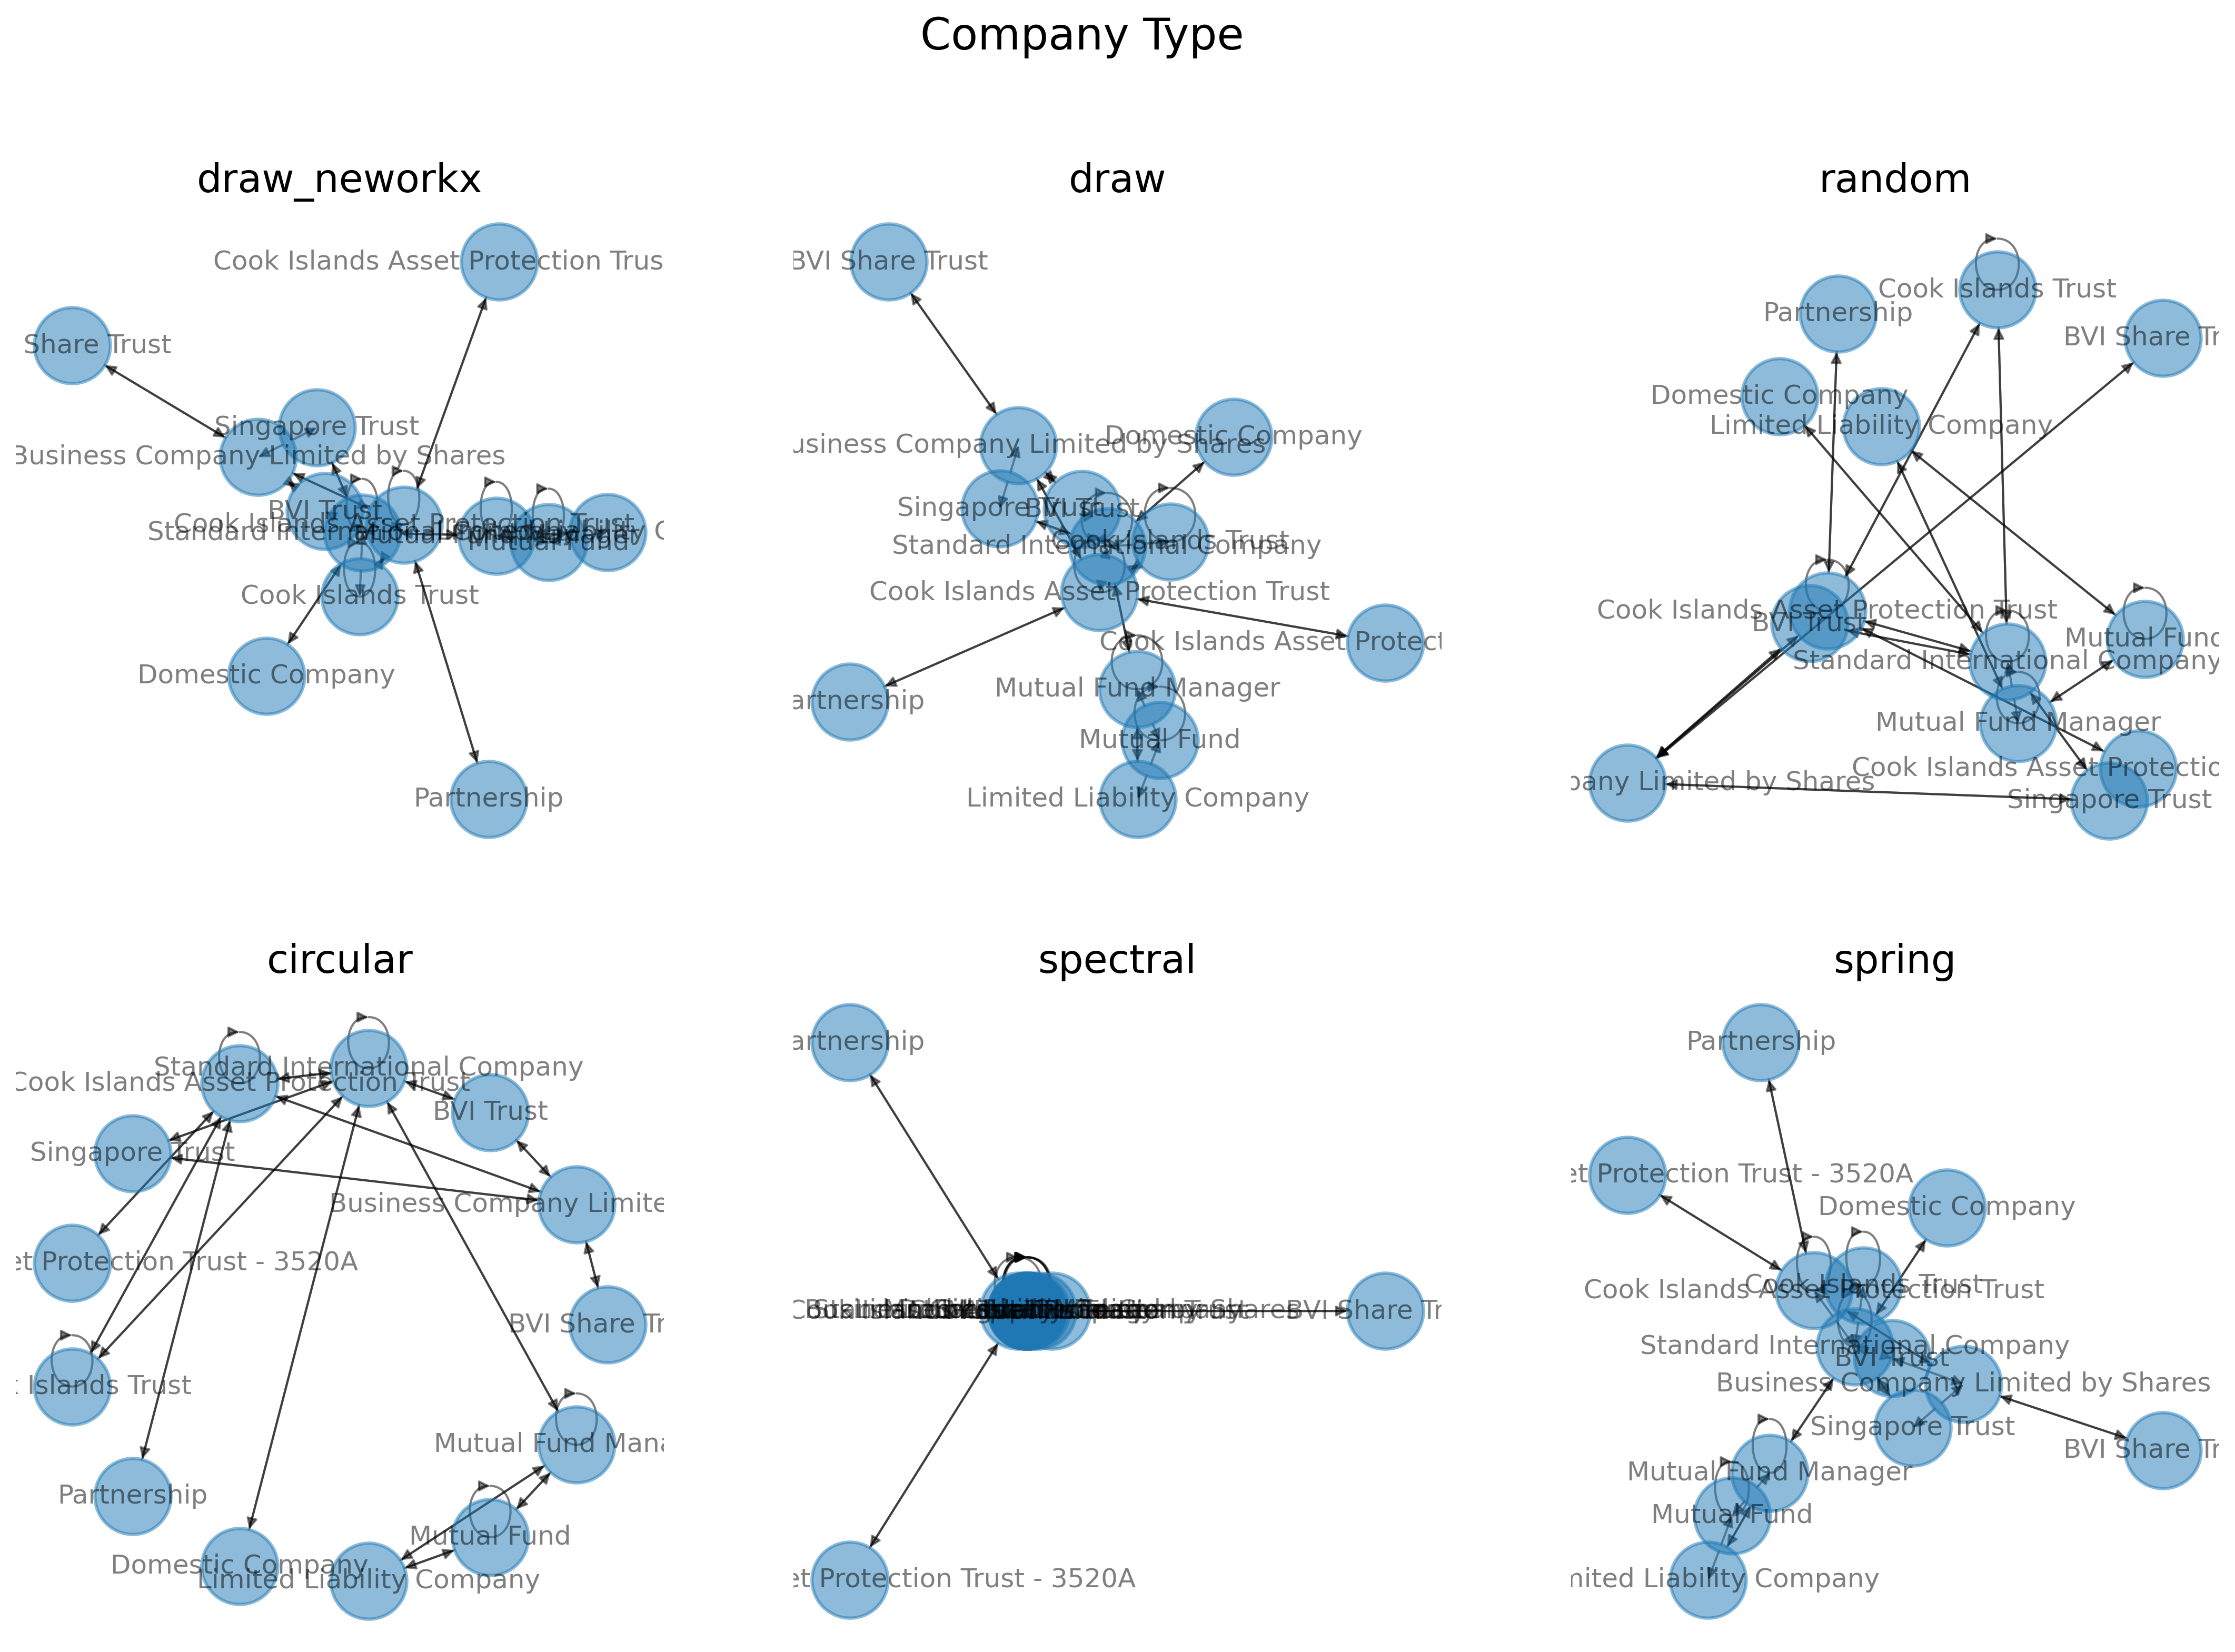 Company Type
draw_neworkx
Cook Islands Asset Protection Trus
Share Trust
Singapore Trust
Business Company Limited by Shares
BVI Trust
Cook Islands Asset Protection Trust
Standard International
Mutual Fund
Cook Islands Trust
Domestic Company
Partnership
draw
BVI Share Trust
Domestic Company
usiness Company Limited by Shares
Singapore Trust
BVI Trust
Cook Islands Trust
Standard International Company
Cook Islands Asset Protection Trust
Cook Islands Asset Protect
Mutual Fund Manager
artnership
Mutual Fund
Limited Liability Company
random
Cook Islands Trust
Partnership
BVI Share Tr
Domestic Company
Limited Liability Company
Cook Islands Asset Protection Trust
BVI Trust
Mutual Fund
Standard International Company
Mutual Fund Manager
Cook Islands Asset Protectio
pany Limited by Shares
Singapore Trust
circular
Standard International Company
Cook Islands Asset Protection Trust
BVI Trust
Singapore Trust
Business Company Limite
et Protection Trust - 3520A
BVI Share Tr
k Islands Trust
Mutual Fund Mana
Partnership
Mutual Fund
Domestic Company
Limited Liability Company
spectral
artnership
BVI Share Tr
et Protection Trust - 3520A
spring
Partnership
et Protection Trust - 3520A
Domestic Company
Cook Islands Trust
Cook Islands Asset Protection Trust
Standard International Company
BVI Trust
Business Company Limited by Shares
Singapore Trust
BVI Share Tr
Mutual Fund Manager
Mutual Fund
mited Liability Company